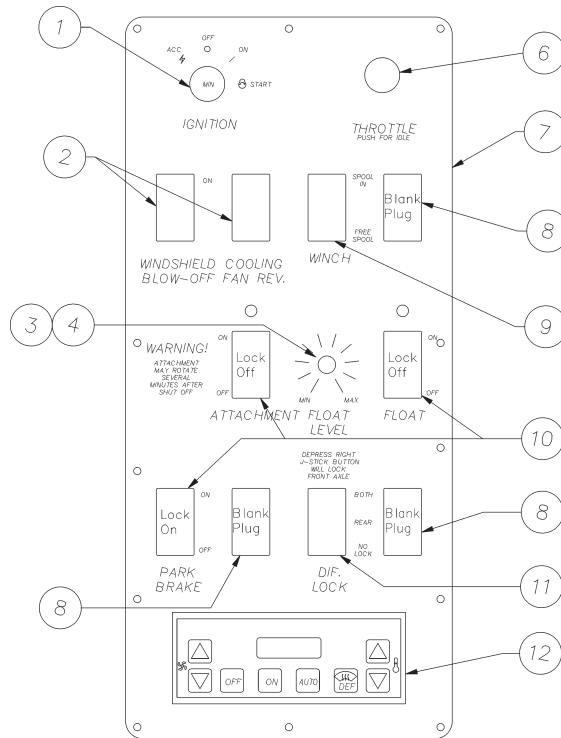 1
OFF
ACC
ON
MIN
START
IGNITION
6
THROTTLE
PUSH FOR IDLE
7
2
ON
SPOOL
IN
Blank
Plug
FREE
SPOOL
8
WINDSHIELD
BLOW-OFF
COOLING
FAN REV.
WINCH
9
3
4
WARNING!
ATTACHMENT
MAY ROTATE
SEVERAL
MINUTES AFTER
SHUT OFF
ON
Lock
Off
OFF
ATTACHMENT
MIN
MAX
FLOAT
LEVEL
Lock
Off
ON
OFF
FLOAT
10
DEPRESS RIGHT
J-STICK BUTTON
WILL LOCK
FRONT AXLE
Lock
On
ON
OFF
PARK
BRAKE
Blank
Plug
8
BOTH
REAR
NO
LOCK
DIF.
LOCK
Blank
Plug
8
11
OFF
ON
AUTO
DEF
12